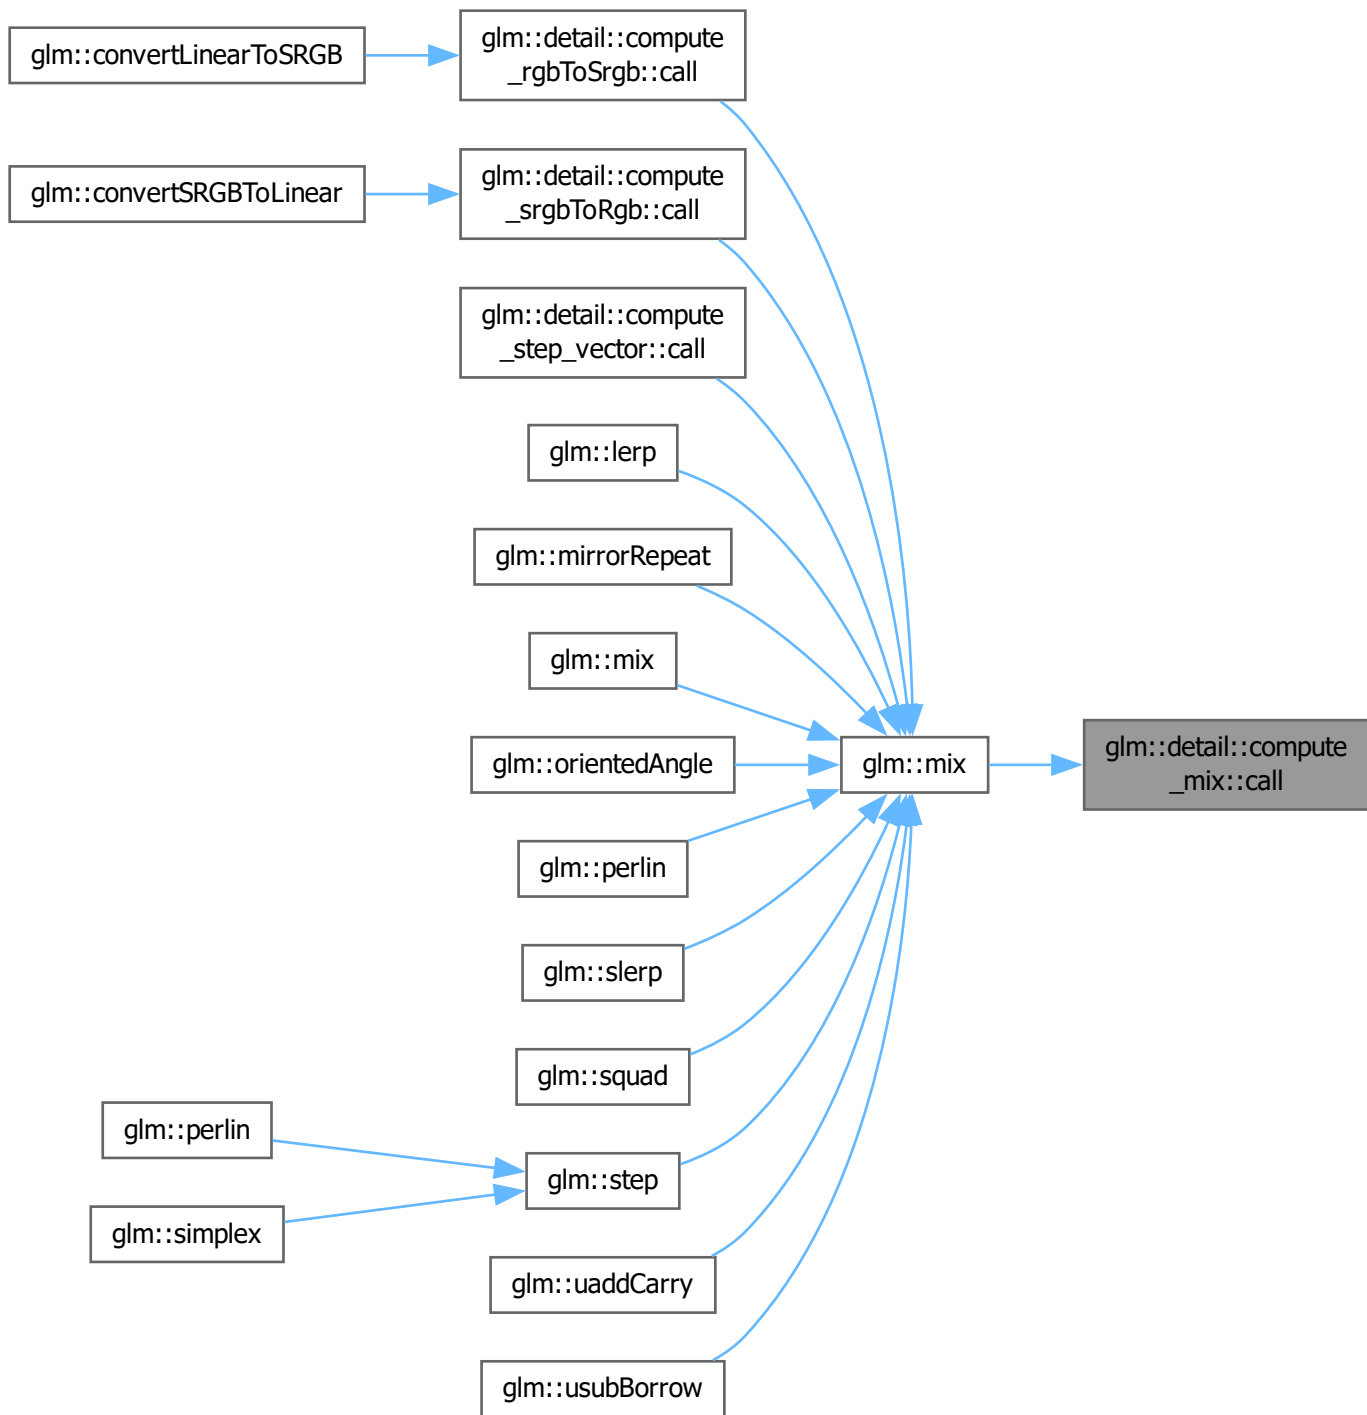 glm::convertLinearToSRGB
glm::detail::compute
_rgbToSrgb::call
glm::convertSRGBToLinear
glm::detail::compute
_srgbToRgb::call
glm::detail::compute
_step_vector::call
glm::lerp
glm::mirrorRepeat
glm::mix
glm::orientedAngle
glm::mix
glm::detail::compute
_mix::call
glm::perlin
glm::slerp
glm::squad
glm::perlin
glm::step
glm::simplex
glm::uaddCarry
glm::usubBorrow